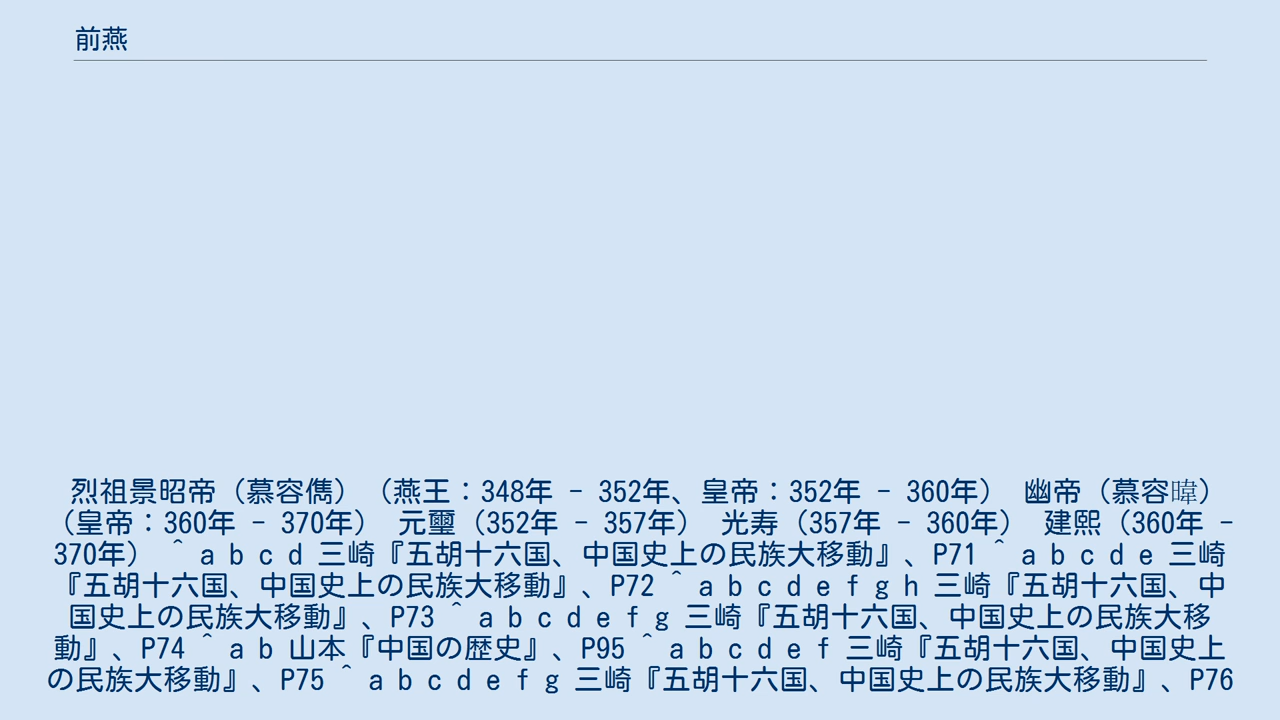 前燕
烈祖景昭帝（慕容儁）（燕王：348年 - 352年、皇帝：352年 - 360年） 幽帝（慕容暐）
（皇帝：360年 - 370年） 元璽（352年 - 357年） 光寿（357年 - 360年） 建熙（360年 -
370年） ^ a b c d 三崎『五胡十六国、中国史上の民族大移動』、P71 ^ a b c d e 三崎
『五胡十六国、中国史上の民族大移動』、P72 ^ a b c d e f g h 三崎『五胡十六国、中
国史上の民族大移動』、P73 ^ a b c d e f g 三崎『五胡十六国、中国史上の民族大移
動』、P74 ^ a b 山本『中国の歴史』、P95 ^ a b c d e f 三崎『五胡十六国、中国史上
の民族大移動』、P75 ^ a b c d e f g 三崎『五胡十六国、中国史上の民族大移動』、P76